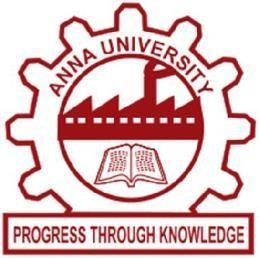 ANNA UNIVERSITY
PROGRESS THROUGH KNOWLEDGE